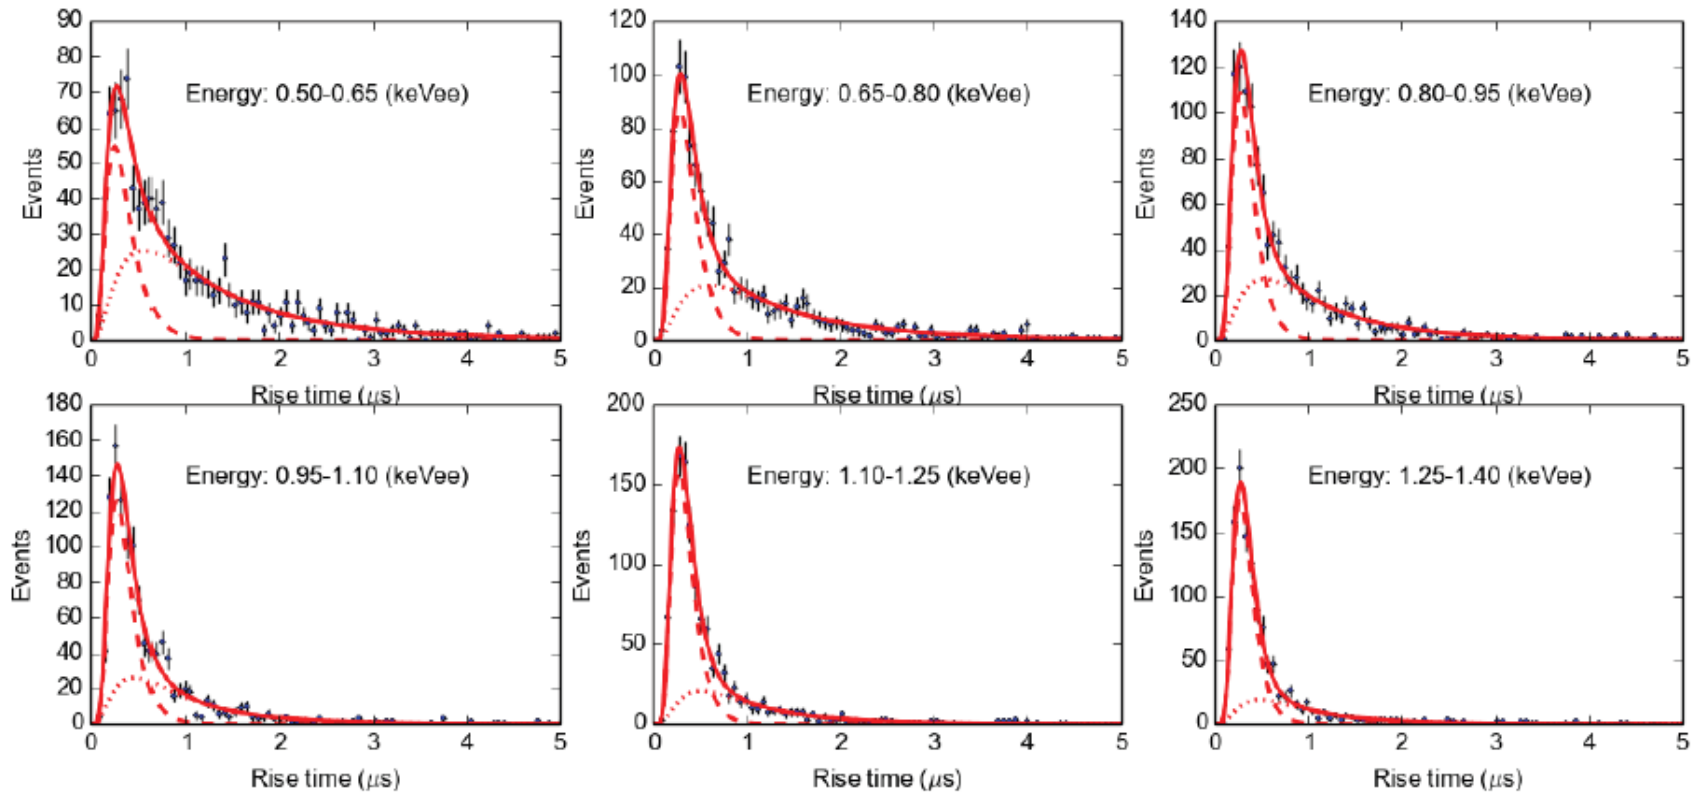 90
80
70
60
50
40
30
20
10
0
Events
Energy: 0.50-0.65 (keVee)
0 1 2 3 4 5
Rise time (μs)
120
100
80
60
40
20
0
Events
Energy: 0.65-0.80 (keVee)
0 1 2 3 4 5
Rise time (μs)
140
120
100
80
60
40
20
0
Events
Energy: 0.80-0.95 (keVee)
0 1 2 3 4 5
Rise time (μs)
180
160
140
120
100
80
60
40
20
0
Events
Energy: 0.95-1.10 (keVee)
0 1 2 3 4 5
Rise time (μs)
200
150
100
50
0
Events
Energy: 1.10-1.25 (keVee)
0 1 2 3 4 5
Rise time (μs)
250
200
150
100
50
0
Events
Energy: 1.25-1.40 (keVee)
0 1 2 3 4 5
Rise time (μs)